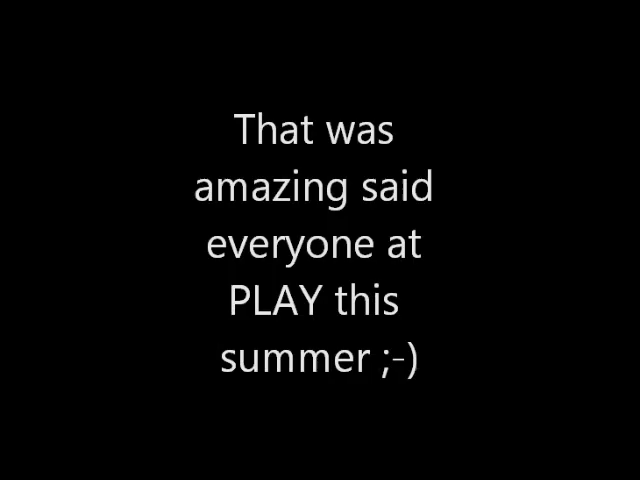 That was
amazing said
everyone at
PLAY this
summer ;-)